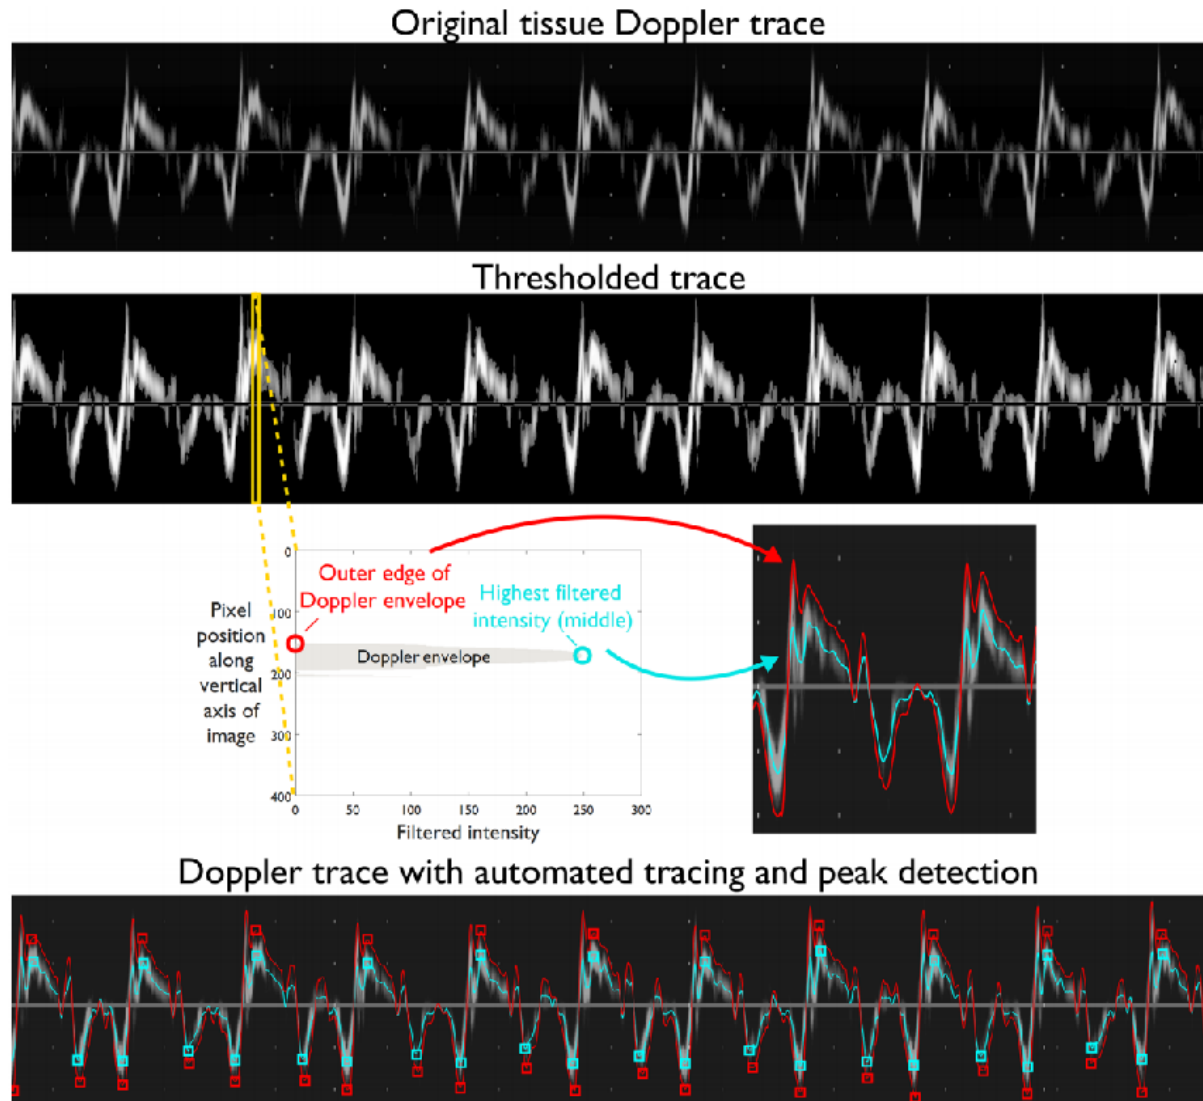 Original tissue Doppler trace
Thresholded trace
0
100
200
300
400
Pixel
position
along
vertical
axis of
image
Outer edge of
Doppler envelope
Highest filtered
intensity (middle)
Doppler envelope
0
50
100
150
200
250
300
Filtered intensity
Doppler trace with automated tracing and peak detection